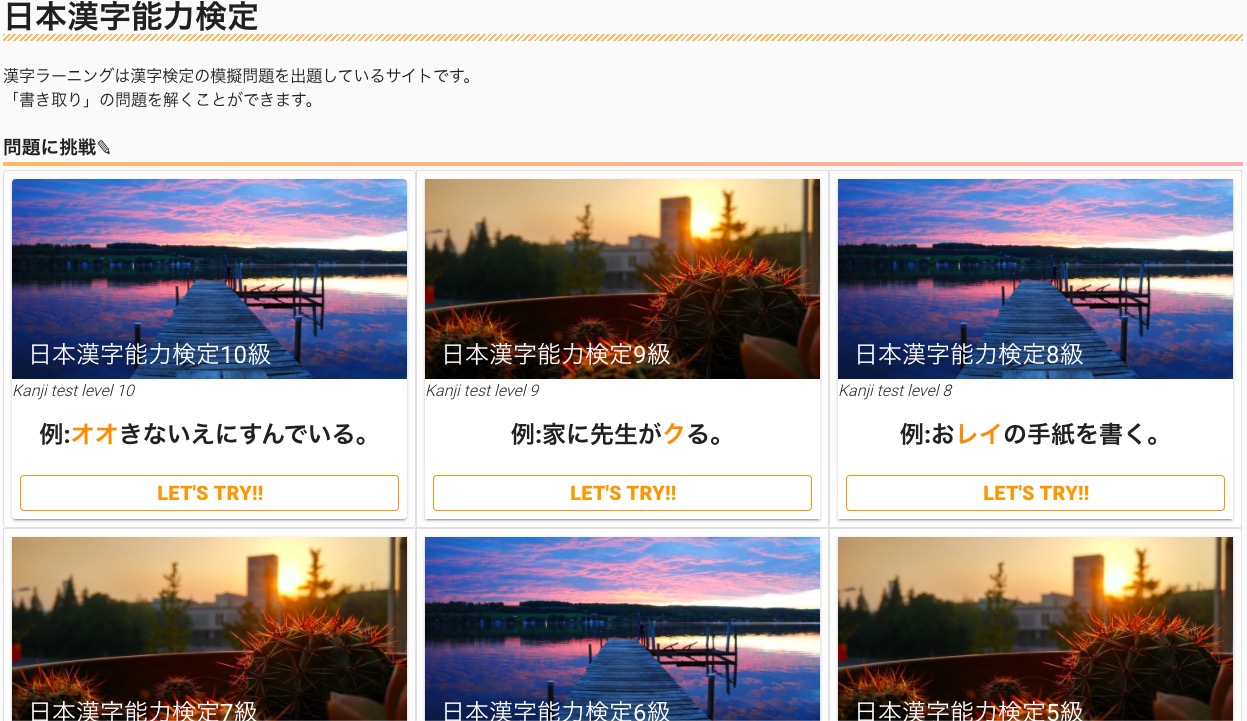 日本漢字能力検定
漢字ラーニングは漢字検定の模擬問題を出題しているサイトです。
「書き取り」の問題を解くことができます。
問題に挑戦✎
日本漢字能力検定10級
Kanji test level 10
例:オオきないえにすんでいる。
LET'S TRY!!
日本漢字能力検定9級
Kanji test level 9
例:家に先生がクる。
LET'S TRY!!
日本漢字能力検定8級
Kanji test level 8
例:おレイの手紙を書く。
LET'S TRY!!
日本漢字能力検定7級
日本漢字能力検定6級
日本漢字能力検定5級